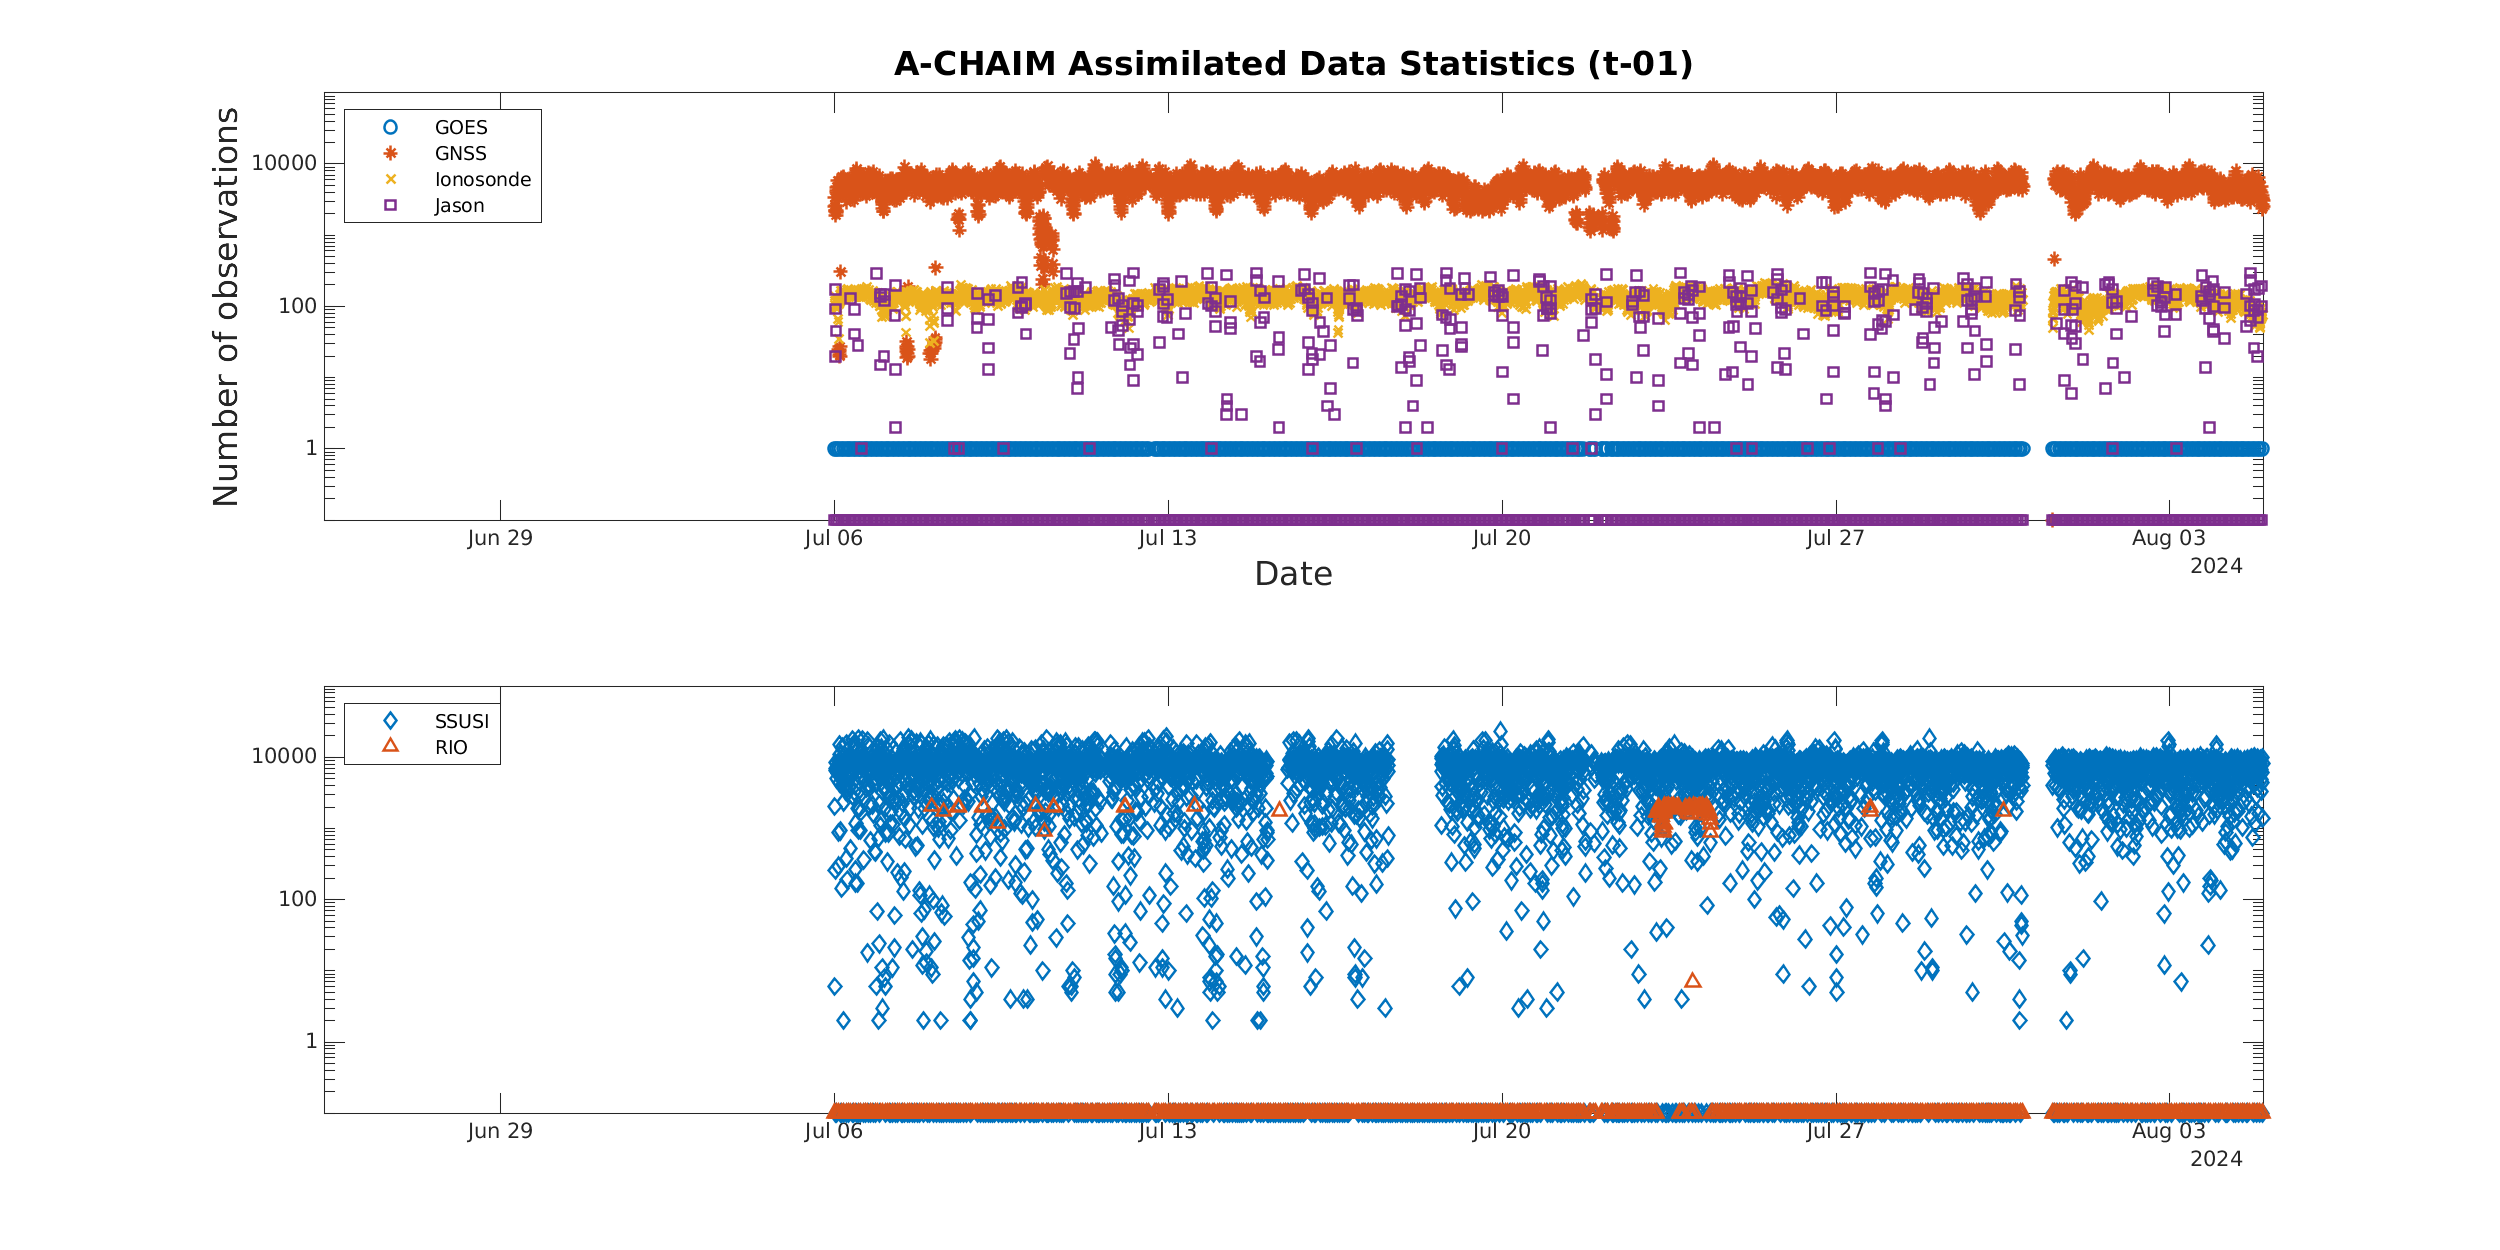 A-CHAIM Assimilated Data Statistics (t-01)
Number of observations
10000
100
1
GOES
GNSS
Ionosonde
Jason
Jun 29
Jul 06
Jul 13
Jul 20
Jul 27
Aug 03
2024
Date
10000
100
1
SSUSI
RIO
Jun 29
Jul 06
Jul 13
Jul 20
Jul 27
Aug 03
2024